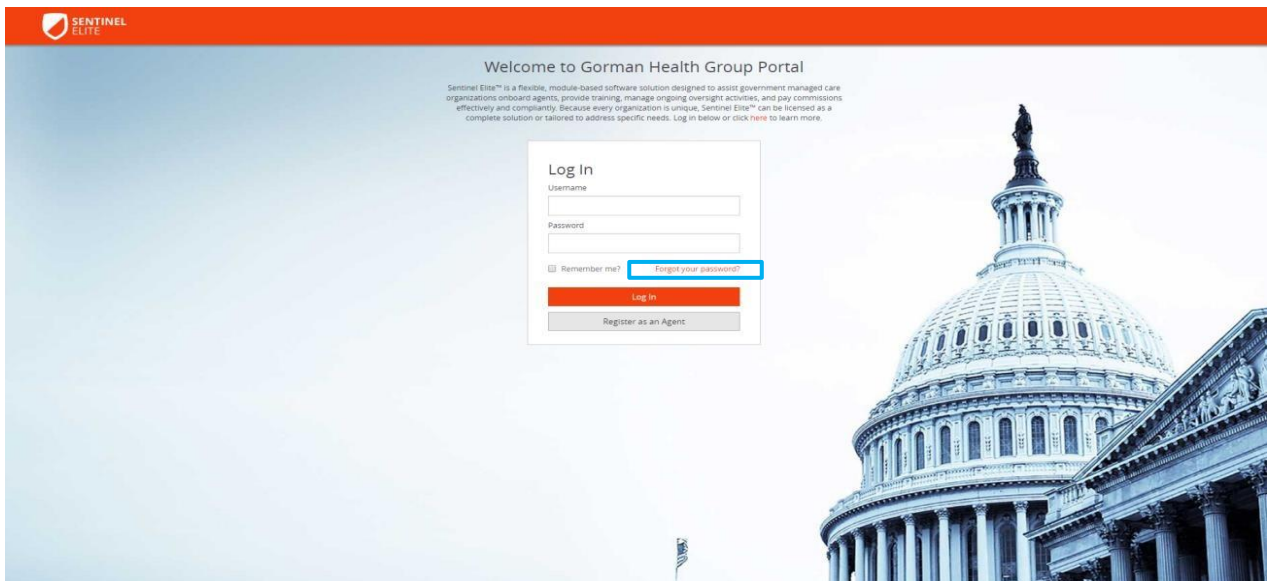 SENTINEL
ELITE
Welcome to Gorman Health Group Portal
Sentinel Elite™ is a flexible, module-based software solution designed to assist government managed care
organizations onboard agents, provide training, manage ongoing oversight activities, and pay commissions
effectively and compliantly. Because every organization is unique, Sentinel Elite™ can be licensed as a
complete solution or tailored to address specific needs. Log in below or click here to learn more.
Log In
Username
Password
Remember me? Forgot your password?
Log In
Register as an Agent